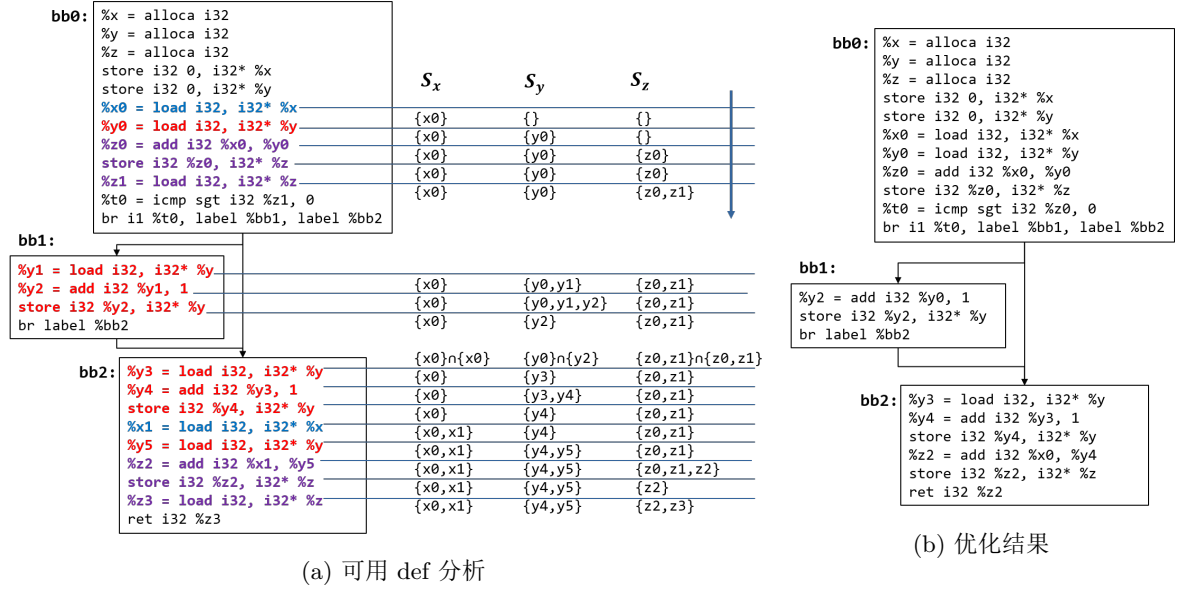 bb0:
%x = alloca i32
%y = alloca i32
%z = alloca i32
store i32 0, i32* %x
store i32 0, i32* %y
%x0 = load i32, i32* %x
%y0 = load i32, i32* %y
%z0 = add i32 %x0, %y0
store i32 %z0, i32* %z
%z1 = load i32, i32* %z
%t0 = icmp sgt i32 %z1, 0
br i1 %t0, label %bb1, label %bb2
Sx Sy Sz
{x0} {} {}
{x0} {y0} {}
{x0} {y0} {z0}
{x0} {y0} {z0}
{x0} {y0} {z0,z1}
bb1:
%y1 = load i32, i32* %y
%y2 = add i32 %y1, 1
store i32 %y2, i32* %y
br label %bb2
{x0} {y0,y1} {z0,z1}
{x0} {y0,y1,y2} {z0,z1}
{x0} {y2} {z0,z1}
bb2:
%y3 = load i32, i32* %y
%y4 = add i32 %y3, 1
store i32 %y4, i32* %y
%x1 = load i32, i32* %x
%y5 = load i32, i32* %y
%z2 = add i32 %x1, %y5
store i32 %z2, i32* %z
%z3 = load i32, i32* %z
ret i32 %z3
{x0}∩{x0} {y0}∩{y2} {z0,z1}∩{z0,z1}
{x0} {y3} {z0,z1}
{x0} {y3,y4} {z0,z1}
{x0} {y4} {z0,z1}
{x0,x1} {y4} {z0,z1}
{x0,x1} {y4,y5} {z0,z1}
{x0,x1} {y4,y5} {z0,z1,z2}
{x0,x1} {y4,y5} {z2}
{x0,x1} {y4,y5} {z2,z3}
(a) 可用 def 分析
bb0:
%x = alloca i32
%y = alloca i32
%z = alloca i32
store i32 0, i32* %x
store i32 0, i32* %y
%x0 = load i32, i32* %x
%y0 = load i32, i32* %y
%z0 = add i32 %x0, %y0
store i32 %z0, i32* %z
%t0 = icmp sgt i32 %z0, 0
br i1 %t0, label %bb1, label %bb2
bb1:
%y2 = add i32 %y0, 1
store i32 %y2, i32* %y
br label %bb2
bb2:
%y3 = load i32, i32* %y
%y4 = add i32 %y3, 1
store i32 %y4, i32* %y
%z2 = add i32 %x0, %y4
store i32 %z2, i32* %z
ret i32 %z2
(b) 优化结果